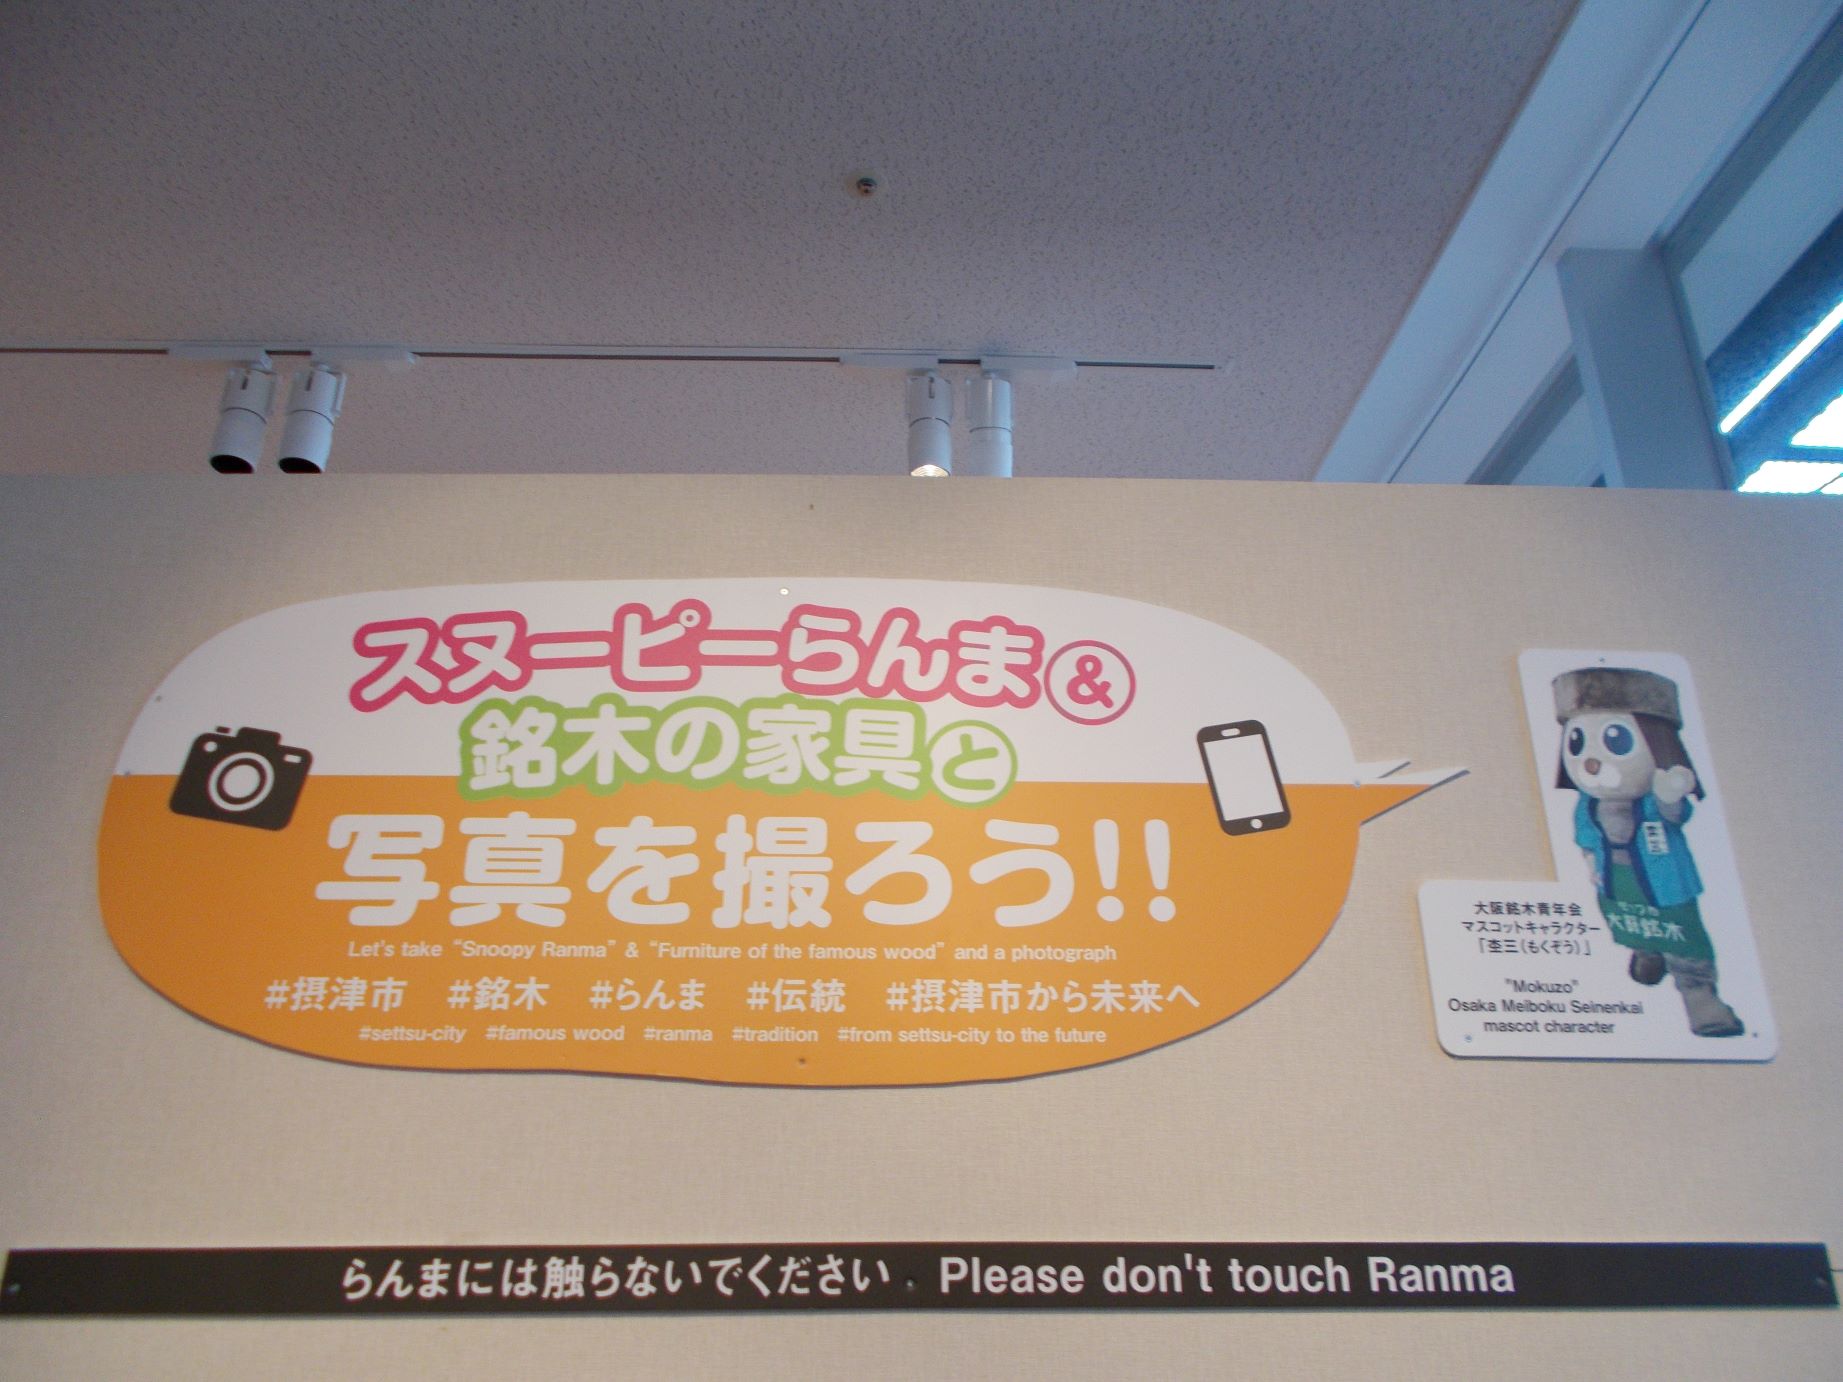 スヌーピーらんま&
銘木の家具と
写真を撮ろう!!
Let's take “Snoopy Ranma” & “Furniture of the famous wood” and a photograph
#摂津市 #銘木 #らんま #伝統 #摂津市から未来へ
#settsu-city #famous wood #ranma #tradition #from settsu-city to the future
大阪銘木青年会
マスコットキャラクター
「杢三(もくぞう)」
"Mokuzo"
Osaka Meiboku Seinenkai
mascot character
大阪銘木
らんまには触らないでください Please don't touch Ranma